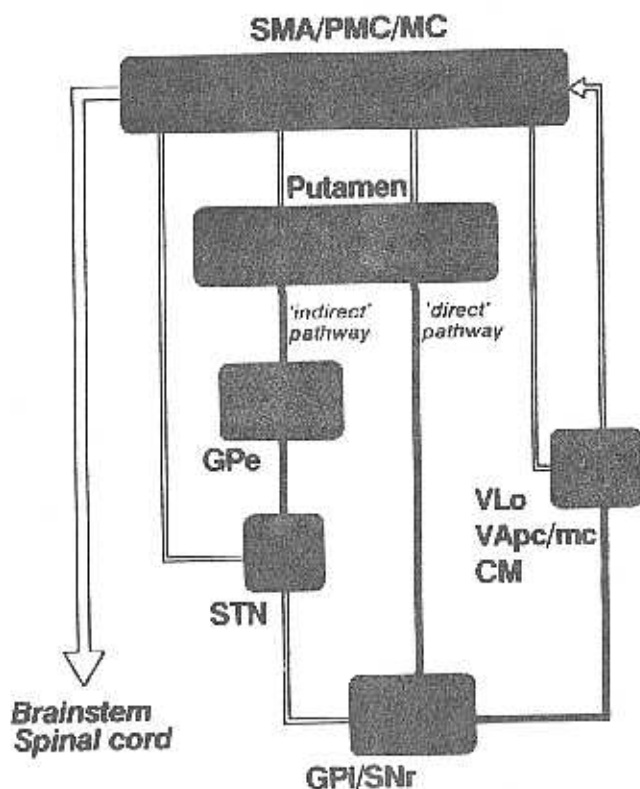 SMA/PMC/MC
Putamen
'indirect' pathway
'direct' pathway
GPe
VLo
VApc/mc
CM
STN
Brainstem
Spinal cord
GPi/SNr